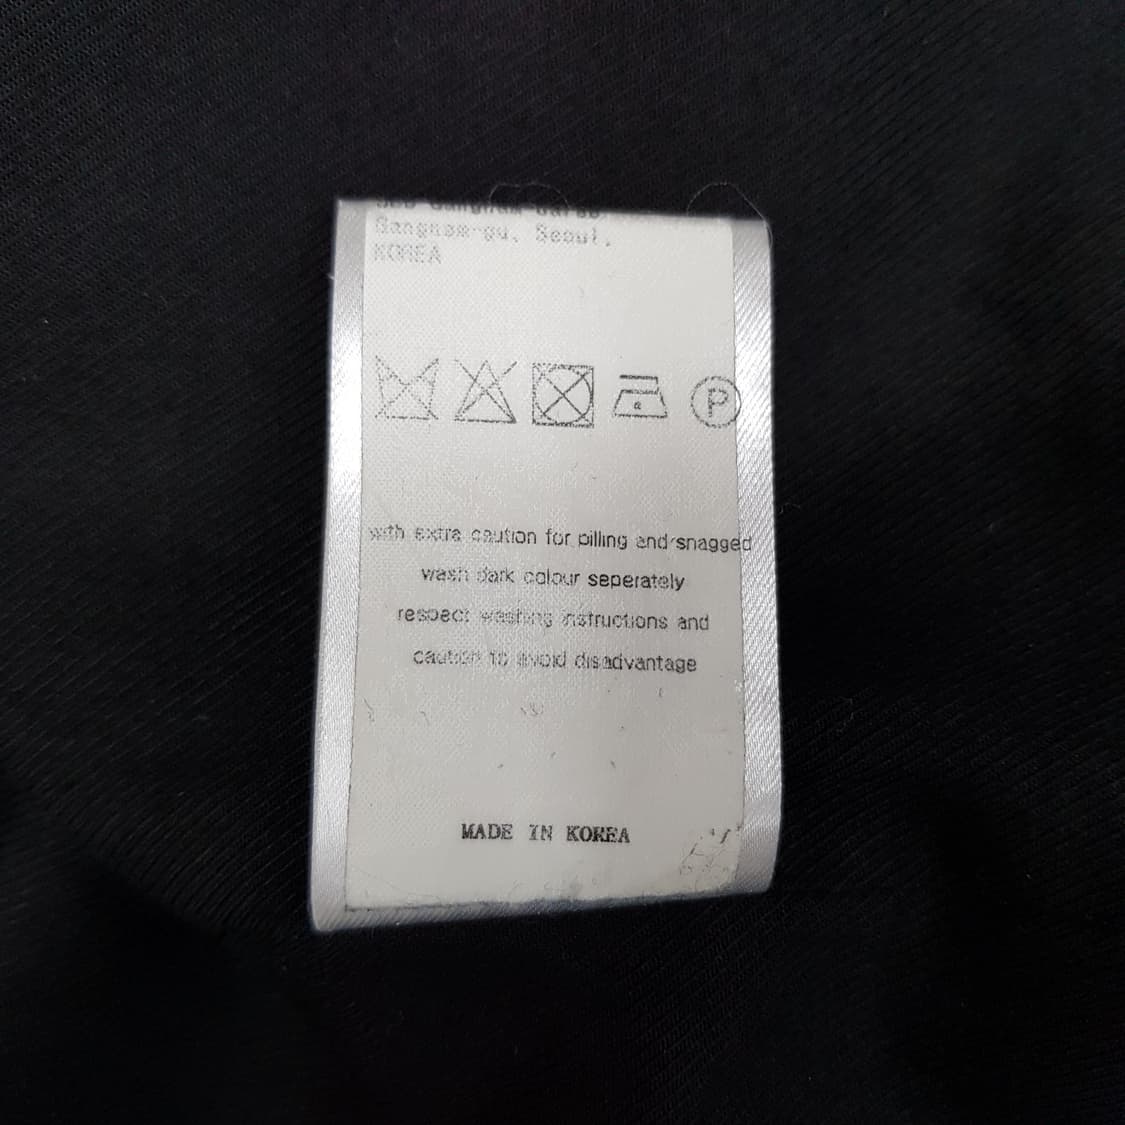 Gangnam-gu, Seoul,
KOREA
P
with extra caution for pilling and snagged
wash dark colour seperately
respect washing instructions and
caution to avoid disadvantage
MADE IN KOREA